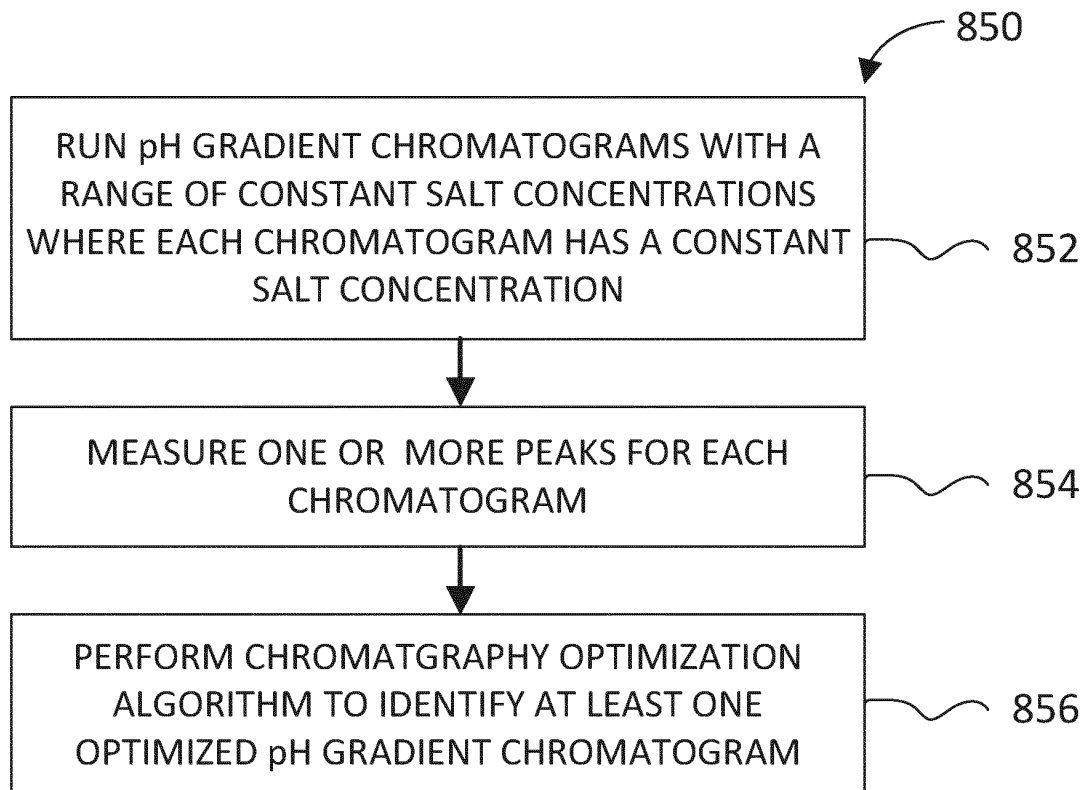 850
RUN pH GRADIENT CHROMATOGRAMS WITH A
RANGE OF CONSTANT SALT CONCENTRATIONS
WHERE EACH CHROMATOGRAM HAS A CONSTANT
SALT CONCENTRATION
852
MEASURE ONE OR MORE PEAKS FOR EACH
CHROMATOGRAM
854
PERFORM CHROMATGRAPHY OPTIMIZATION
ALGORITHM TO IDENTIFY AT LEAST ONE
OPTIMIZED pH GRADIENT CHROMATOGRAM
856